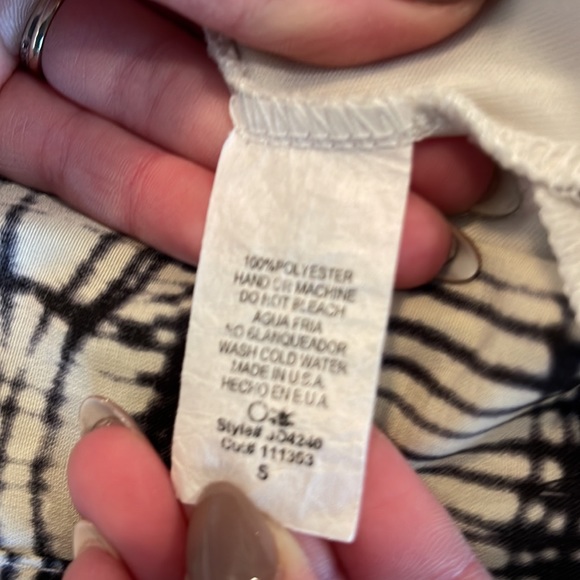 100%POLYESTER
HAND OR MACHINE
DO NOT BLEACH
AGUA FRIA
NO BLANQUEADOR
WASH COLD WATER
MADE IN U.S.A.
HECHO EN E.U.A.
Style# JD4246
Cut# 111353
S